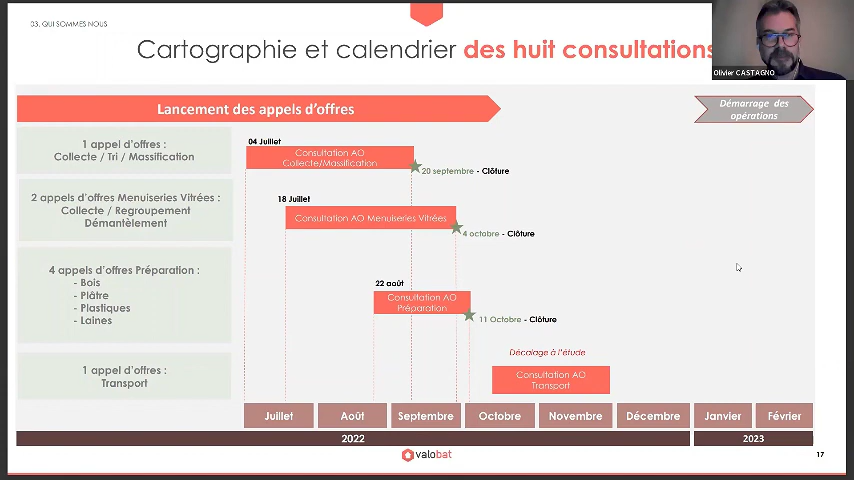 03. QUI SOMMES NOUS
Cartographie et calendrier des huit consultations
Olivier CASTAGNO
Lancement des appels d'offres
Démarrage des
opérations
1 appel d'offres :
Collecte / Tri / Massification
04 Juillet
Consultation AO
Collecte/Massification
20 septembre - Clôture
2 appels d'offres Menuiseries Vitrées :
Collecte / Regroupement
Démantèlement
18 Juillet
Consultation AO Menuiseries Vitrées
4 octobre - Clôture
4 appels d'offres Préparation :
- Bois
- Plâtre
- Plastiques
- Laines
22 août
Consultation AO
Préparation
11 Octobre - Clôture
Décalage à l'étude
1 appel d'offres :
Transport
Consultation AO
Transport
Juillet
Août
Septembre
Octobre
Novembre
Décembre
Janvier
Février
2022
2023
valobat
17